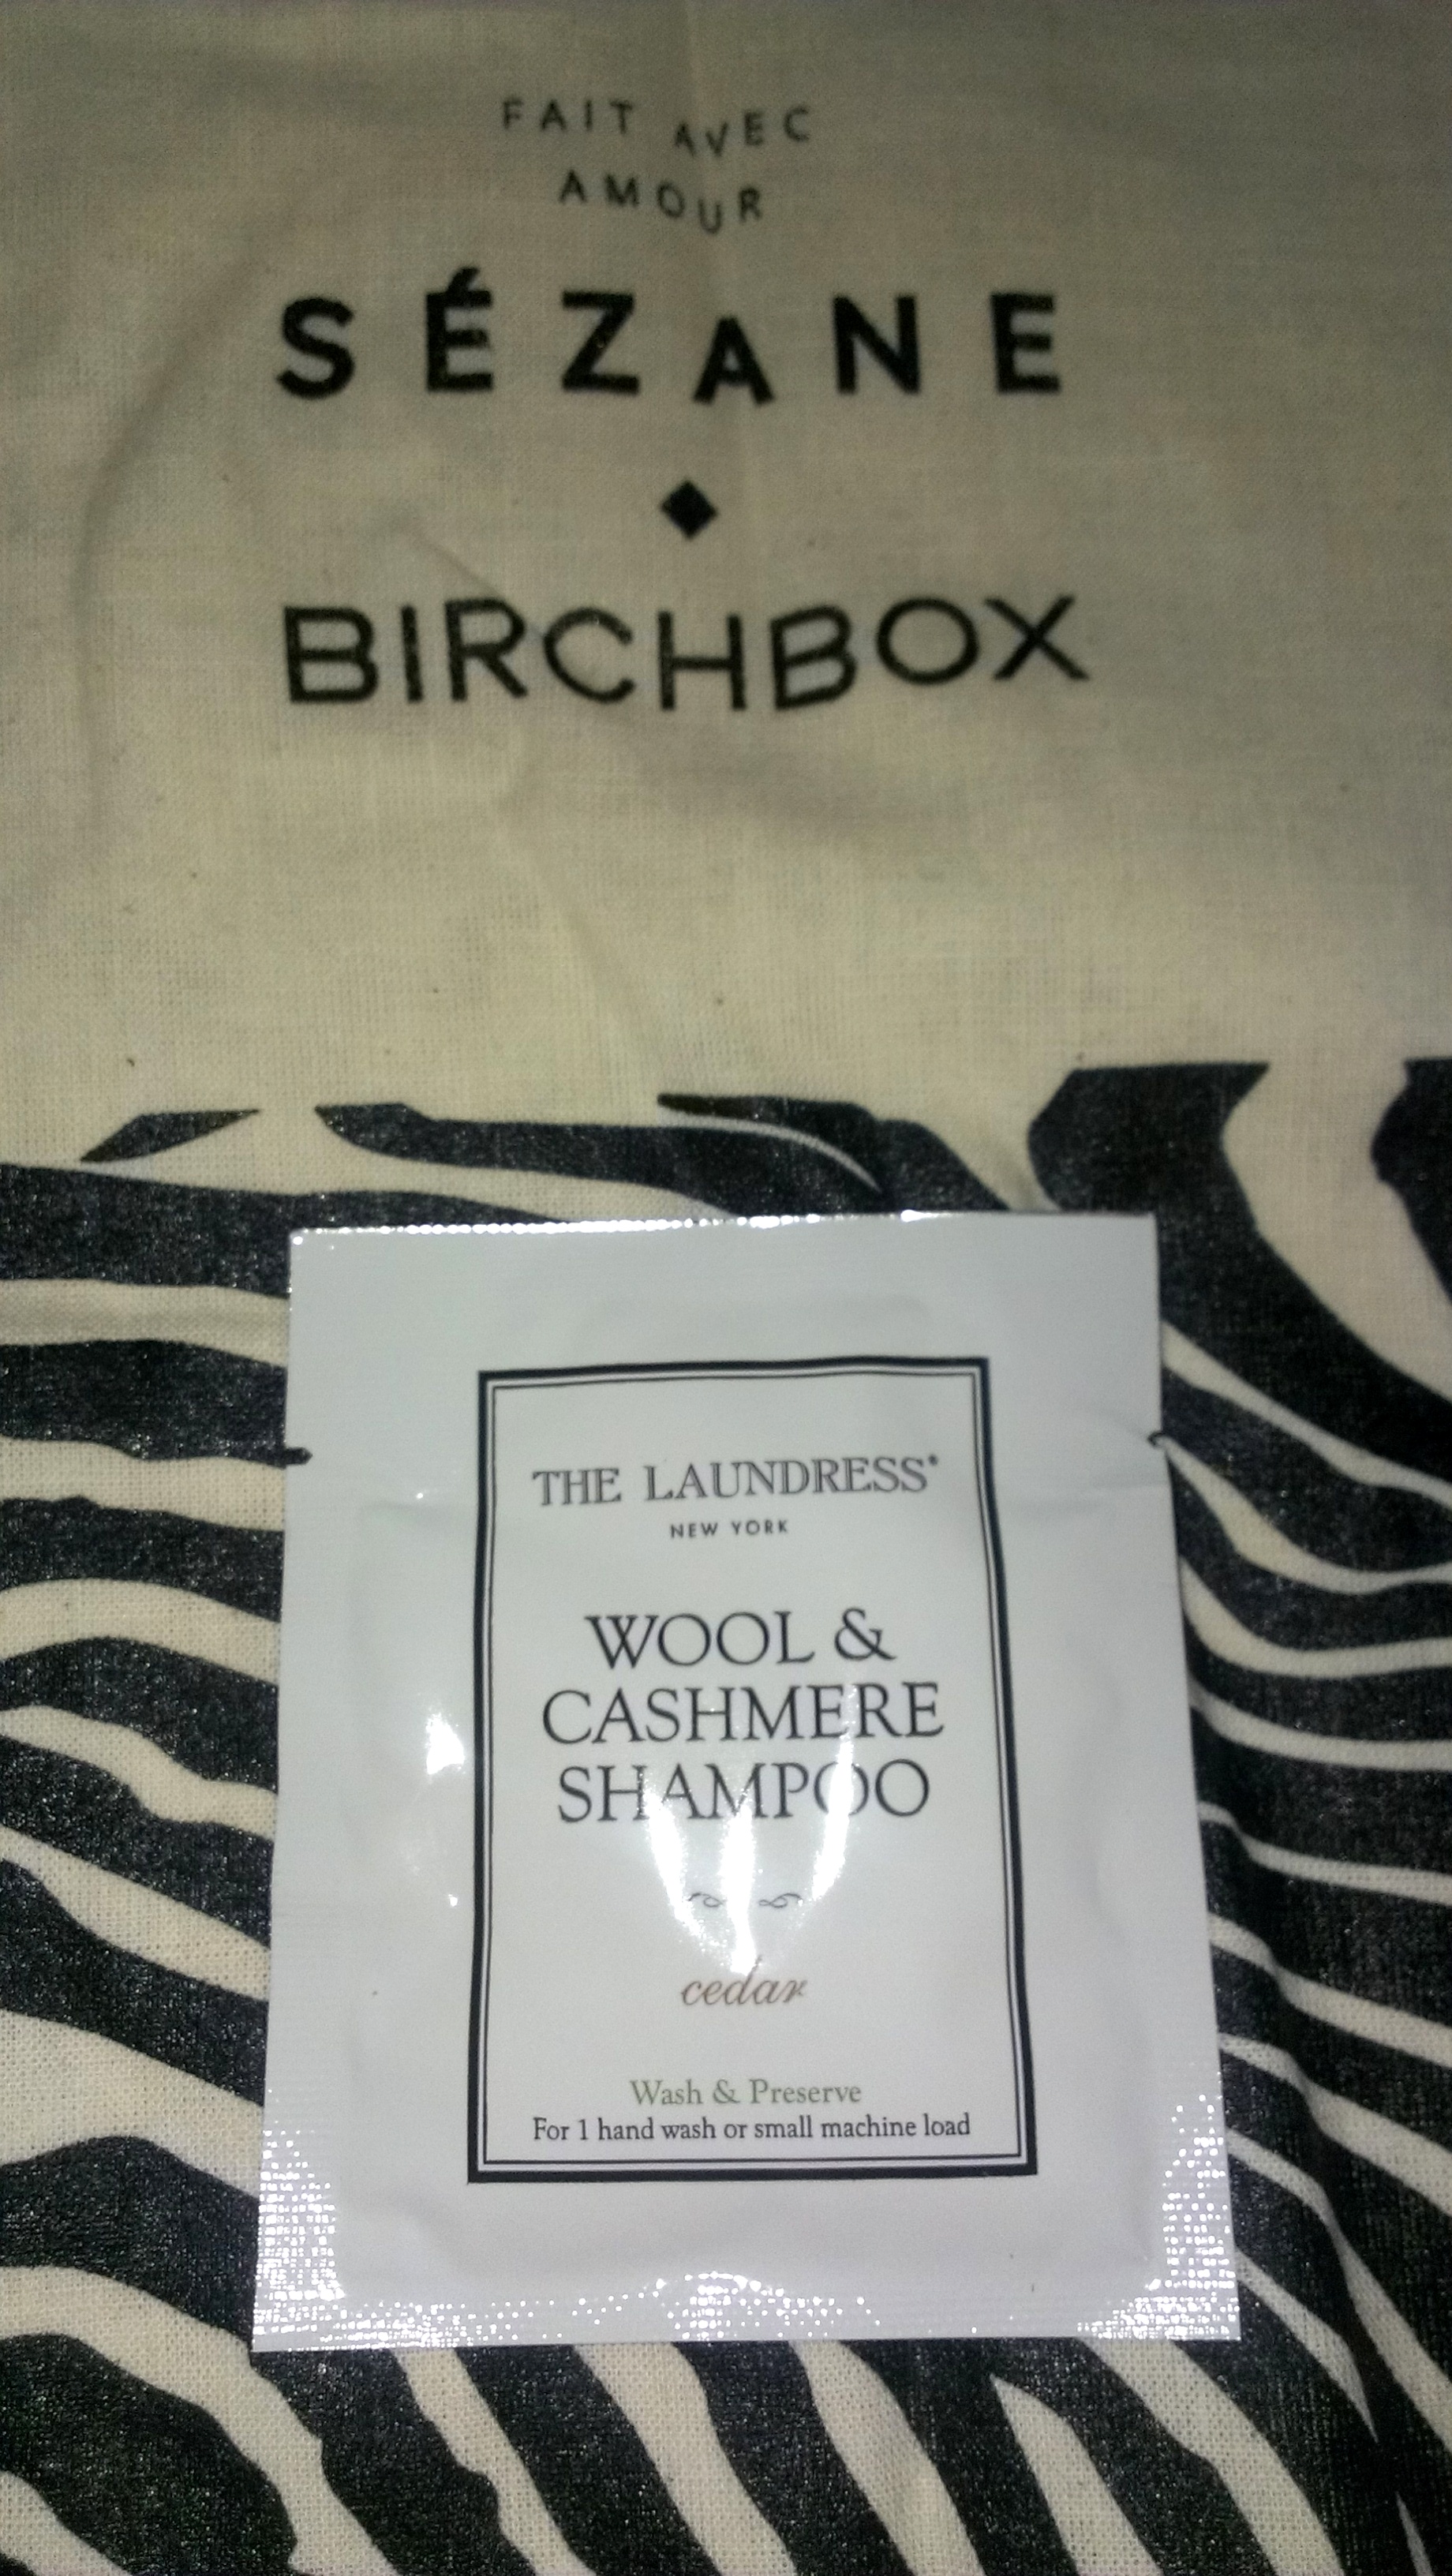 FAIT AVEC
AMOUR
SÉZANE
BIRCHBOX
THE LAUNDRESS®
NEW YORK
WOOL &
CASHMERE
SHAMPOO
cedar
Wash & Preserve
For 1 hand wash or small machine load